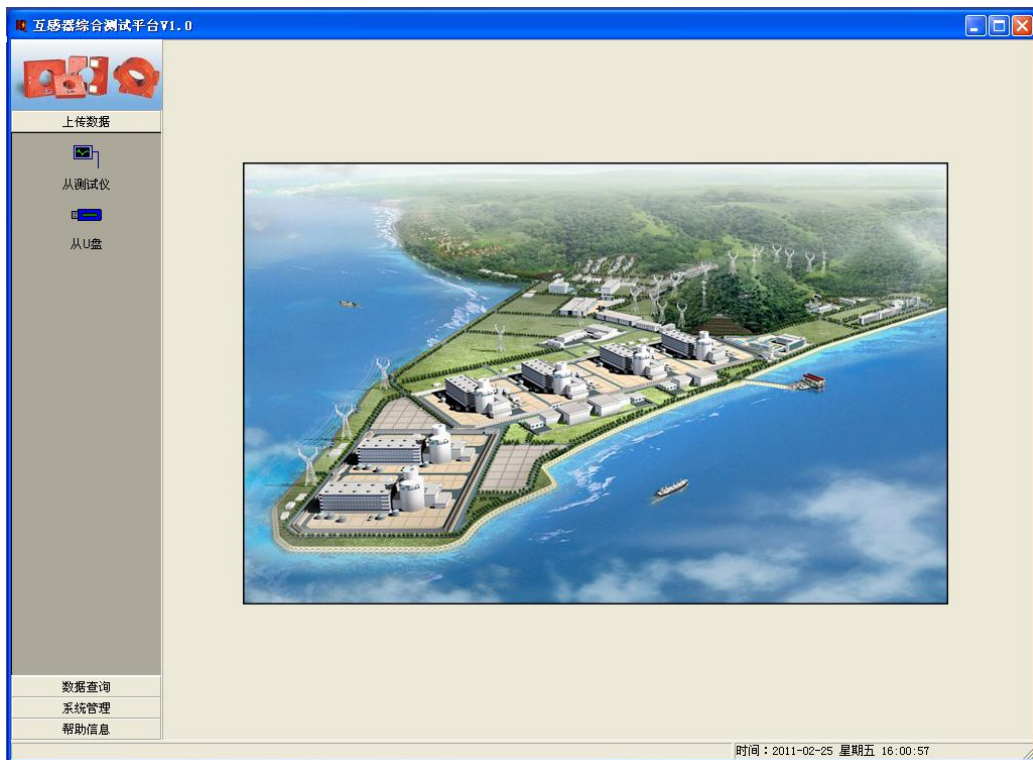 互感器综合测试平台V1.0
上传数据
从测试仪
从U盘
数据查询
系统管理
帮助信息
时间：2011-02-25 星期五 16:00:57